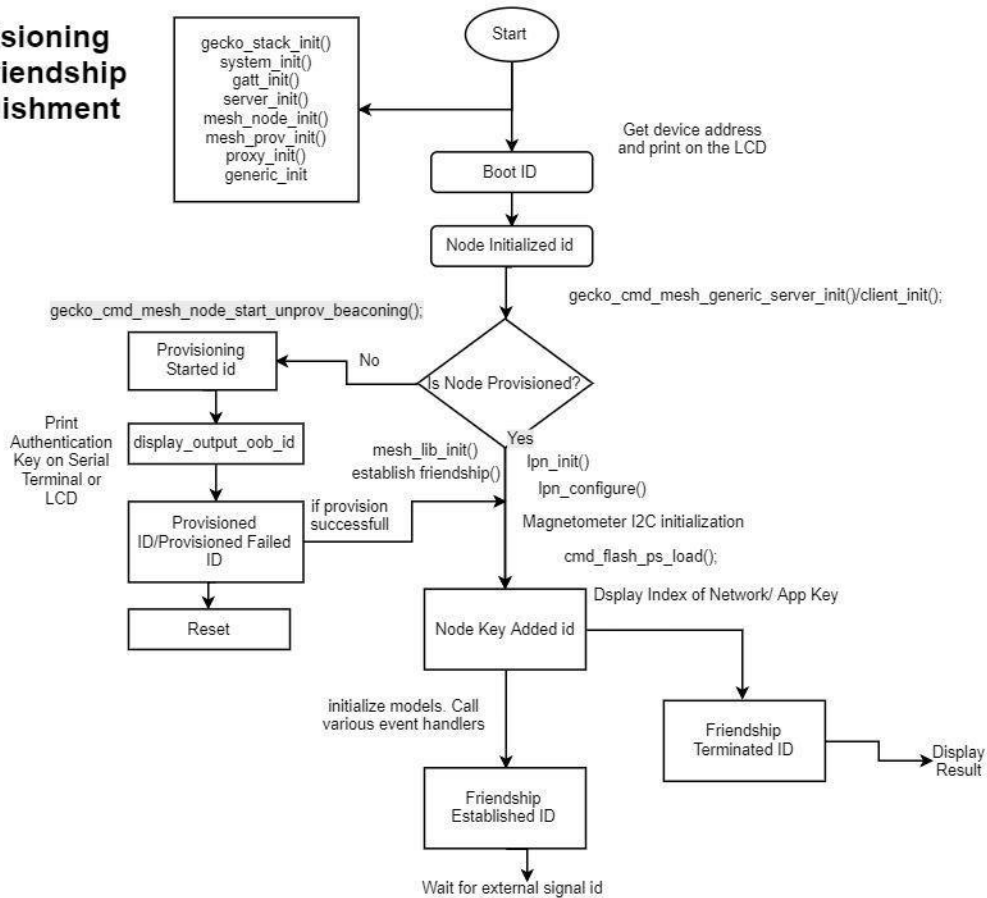 sioning
iendship
ishment
Start
gecko_stack_init()
system_init()
gatt_init()
server_init()
mesh_node_init()
mesh_prov_init()
proxy_init()
generic_init
Get device address
and print on the LCD
Boot ID
Node Initialized id
gecko_cmd_mesh_generic_server_init()/client_init();
gecko_cmd_mesh_node_start_unprov_beaconing();
Provisioning
Started id
No
Is Node Provisioned?
Print
Authentication
Key on Serial
Terminal or
LCD
display_output_oob_id
Yes
mesh_lib_init()
establish friendship()
lpn_init()
lpn_configure()
Provisioned
ID/Provisioned Failed
ID
if provision
successfull
Magnetometer I2C initialization
cmd_flash_ps_load();
Reset
Dsplay Index of Network/ App Key
Node Key Added id
initialize models. Call
various event handlers
Friendship
Terminated ID
Display
Result
Friendship
Established ID
Wait for external signal id